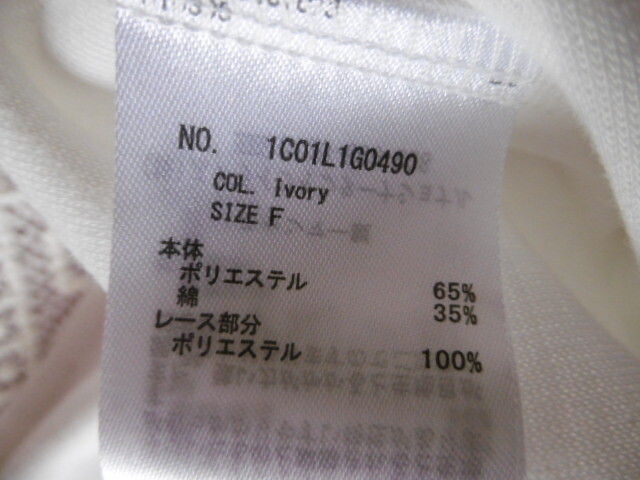 NO. 1C01L1G0490
COL. Ivory
SIZE F
本体
ポリエステル 65%
綿 35%
レース部分
ポリエステル 100%